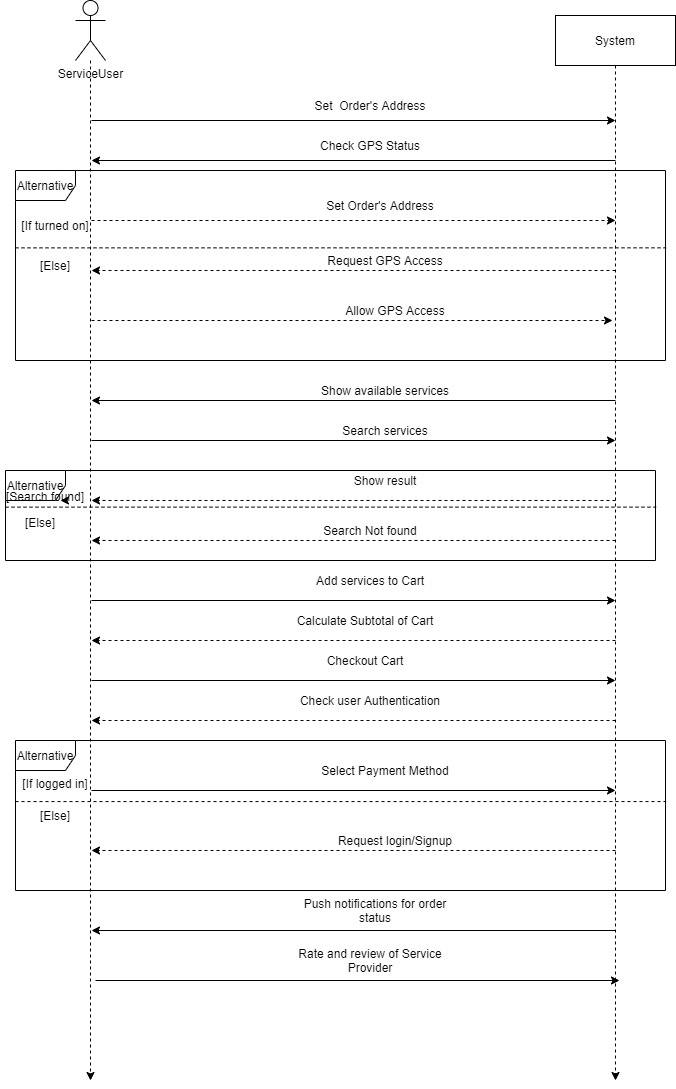 ServiceUser
System
Set Order's Address
Check GPS Status
Alternative
Set Order's Address
[If turned on]
Request GPS Access
[Else]
Allow GPS Access
Show available services
Search services
Alternative
Show result
[Search found]
[Else]
Search Not found
Add services to Cart
Calculate Subtotal of Cart
Checkout Cart
Check user Authentication
Alternative
Select Payment Method
[If logged in]
[Else]
Request login/Signup
Push notifications for order
status
Rate and review of Service
Provider